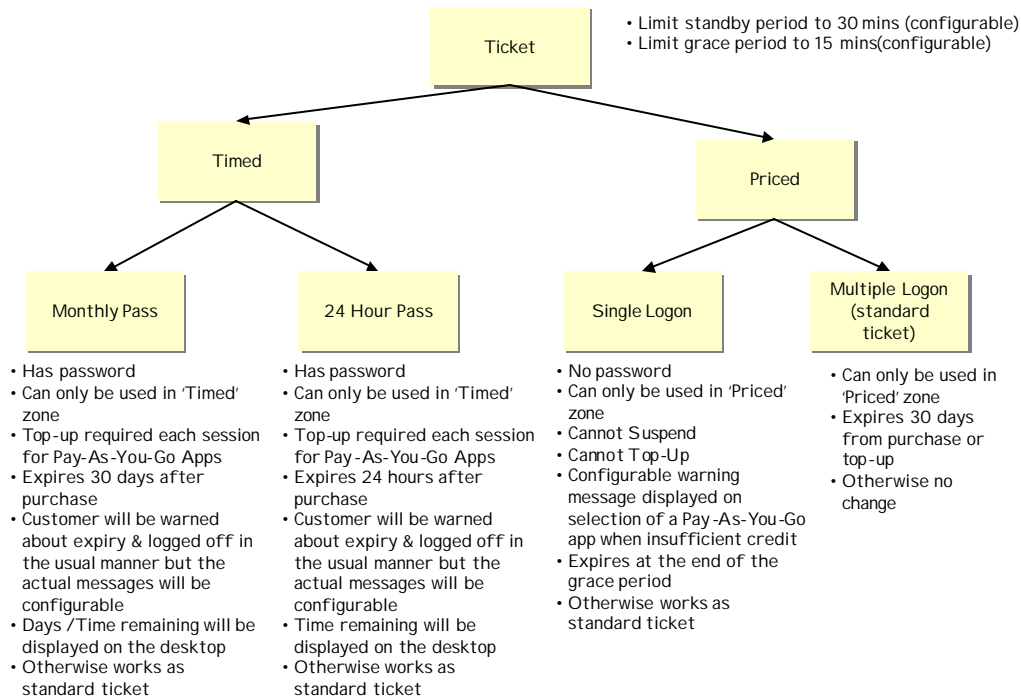 Ticket
• Limit standby period to 30 mins (configurable)
• Limit grace period to 15 mins(configurable)
Timed
Priced
Monthly Pass
24 Hour Pass
Single Logon
Multiple Logon
(standard
ticket)
• Has password
• Can only be used in ‘Timed’
zone
• Top-up required each session
for Pay-As-You-Go Apps
• Expires 30 days after
purchase
• Customer will be warned
about expiry & logged off in
the usual manner but the
actual messages will be
configurable
• Days /Time remaining will be
displayed on the desktop
• Otherwise works as
standard ticket
• Has password
• Can only be used in ‘Timed’
zone
• Top-up required each session
for Pay-As-You-Go Apps
• Expires 24 hours after
purchase
• Customer will be warned
about expiry & logged off in
the usual manner but the
actual messages will be
configurable
• Time remaining will be
displayed on the desktop
• Otherwise works as
standard ticket
• No password
• Can only be used in ‘Priced’
zone
• Cannot Suspend
• Cannot Top-Up
• Configurable warning
message displayed on
selection of a Pay-As-You-Go
app when insufficient credit
• Expires at the end of the
grace period
• Otherwise works as
standard ticket
• Can only be used in
‘Priced’ zone
• Expires 30 days
from purchase or
top-up
• Otherwise no
change